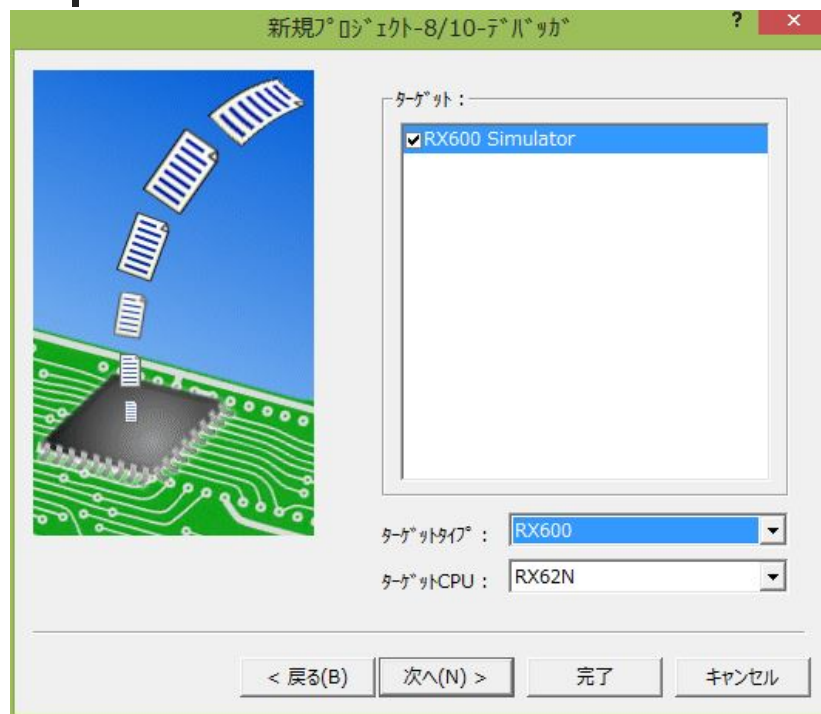 新規ﾌﾟﾛｼﾞｪｸﾄ-8/10-ﾃﾞﾊﾞｯｶﾞ
?
×
ﾀｰｹﾞｯﾄ :
RX600 Simulator
ﾀｰｹﾞｯﾄﾀｲﾌﾟ : RX600
ﾀｰｹﾞｯﾄCPU : RX62N
< 戻る(B) 次へ(N) > 完了 キャンセル